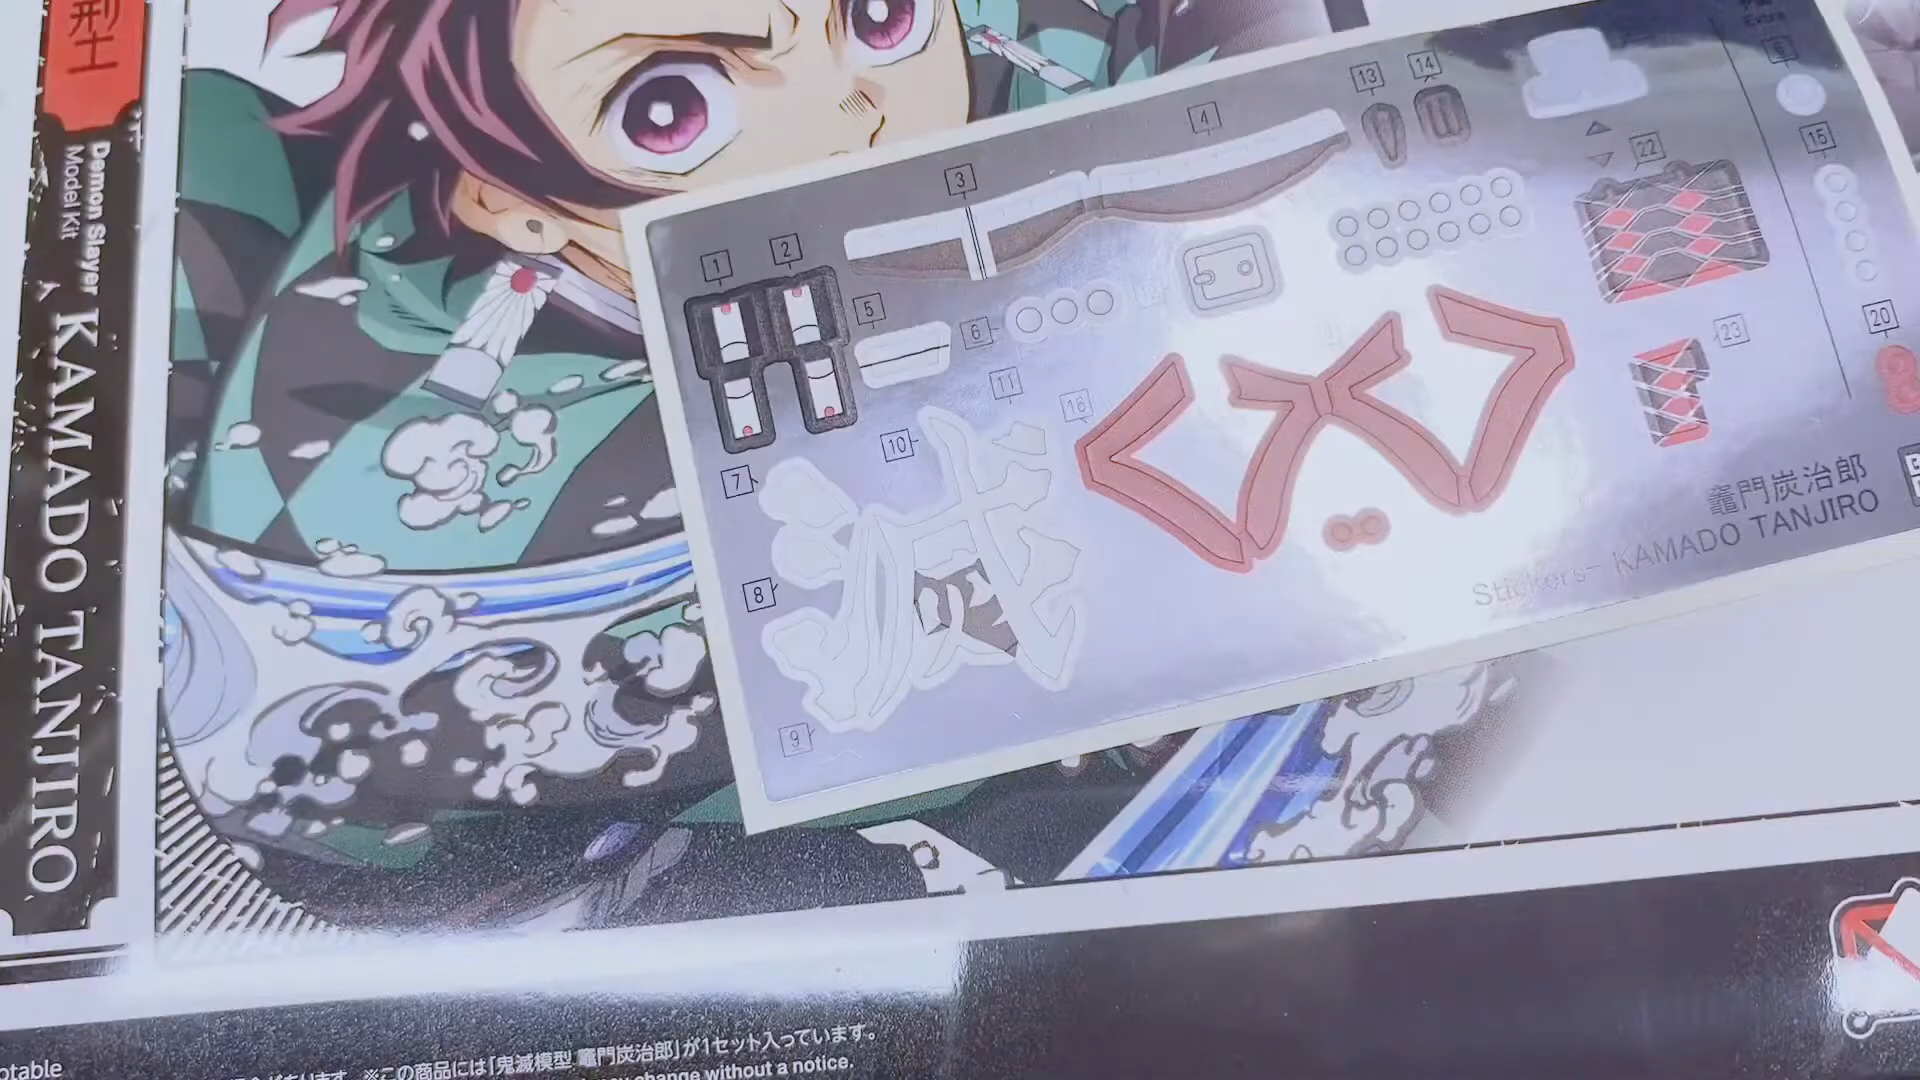 型
Demon Slayer
Model Kit
KAMADO TANJIRO
1
2
3
4
13
14
5
6
22
15
Extra
7
10
11
16
23
20
8
滅
9
竈門炭治郎
Stickers- KAMADO TANJIRO
※この商品には「鬼滅模型 竈門炭治郎」が1セット入っています。
change without a notice.